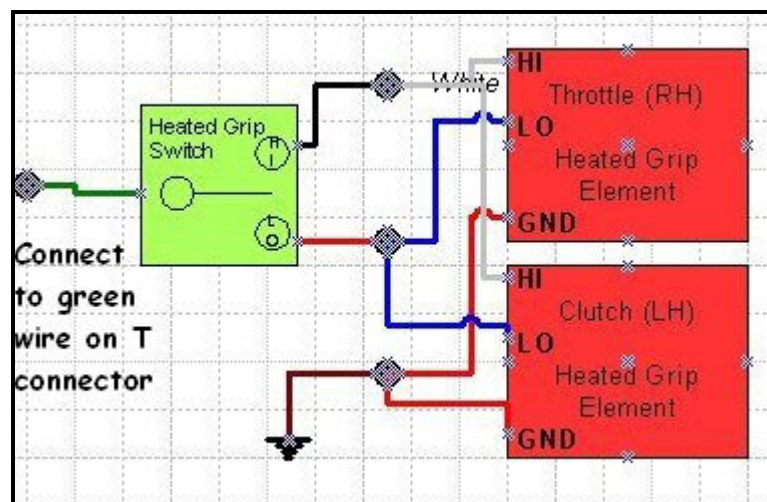 Heated Grip
Switch
HI
LO
Connect
to green
wire on T
connector
White
HI
Throttle (RH)
LO
Heated Grip
Element
GND
HI
Clutch (LH)
LO
Heated Grip
Element
GND